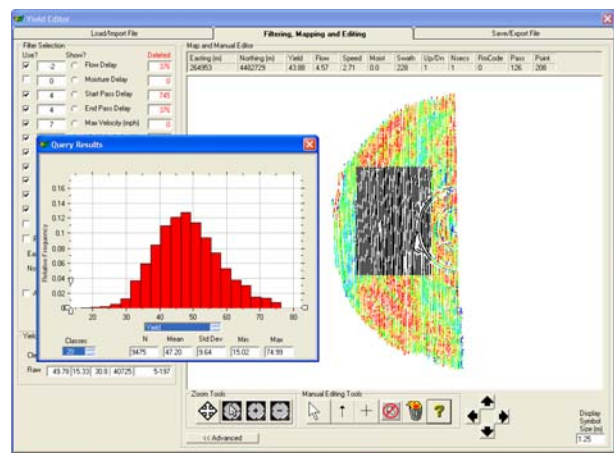 Yield Editor
Load/Import File
Filtering, Mapping and Editing
Save/Export File
Filter Selection
Use? Show? Deleted
-2 Flow Delay 376
0 Moisture Delay 0
4 Start Pass Delay 745
4 End Pass Delay 376
7 Max Velocity (mph) 0
Map and Manual Editor
Easting (m) Northing (m) Yield Flow Speed Moist Swath Up/Dn Nsecs RisCode Pass Point
264953 4482729 43.88 4.57 2.71 0.0 228 1 1 0 126 208
Query Results
Relative Frequency
0.16
0.14
0.12
0.10
0.08
0.06
0.04
0.02
0.0
20 30 40 50 60 70 80
Yield
Classes N Mean Std Dev Min Max
20 9475 47.20 9.64 15.02 74.99
Raw 49.78 15.33 30.8 40725 5-197
Zoom Tools
Manual Editing Tools
?
<< Advanced
Display
Symbol
Size (m)
1.25